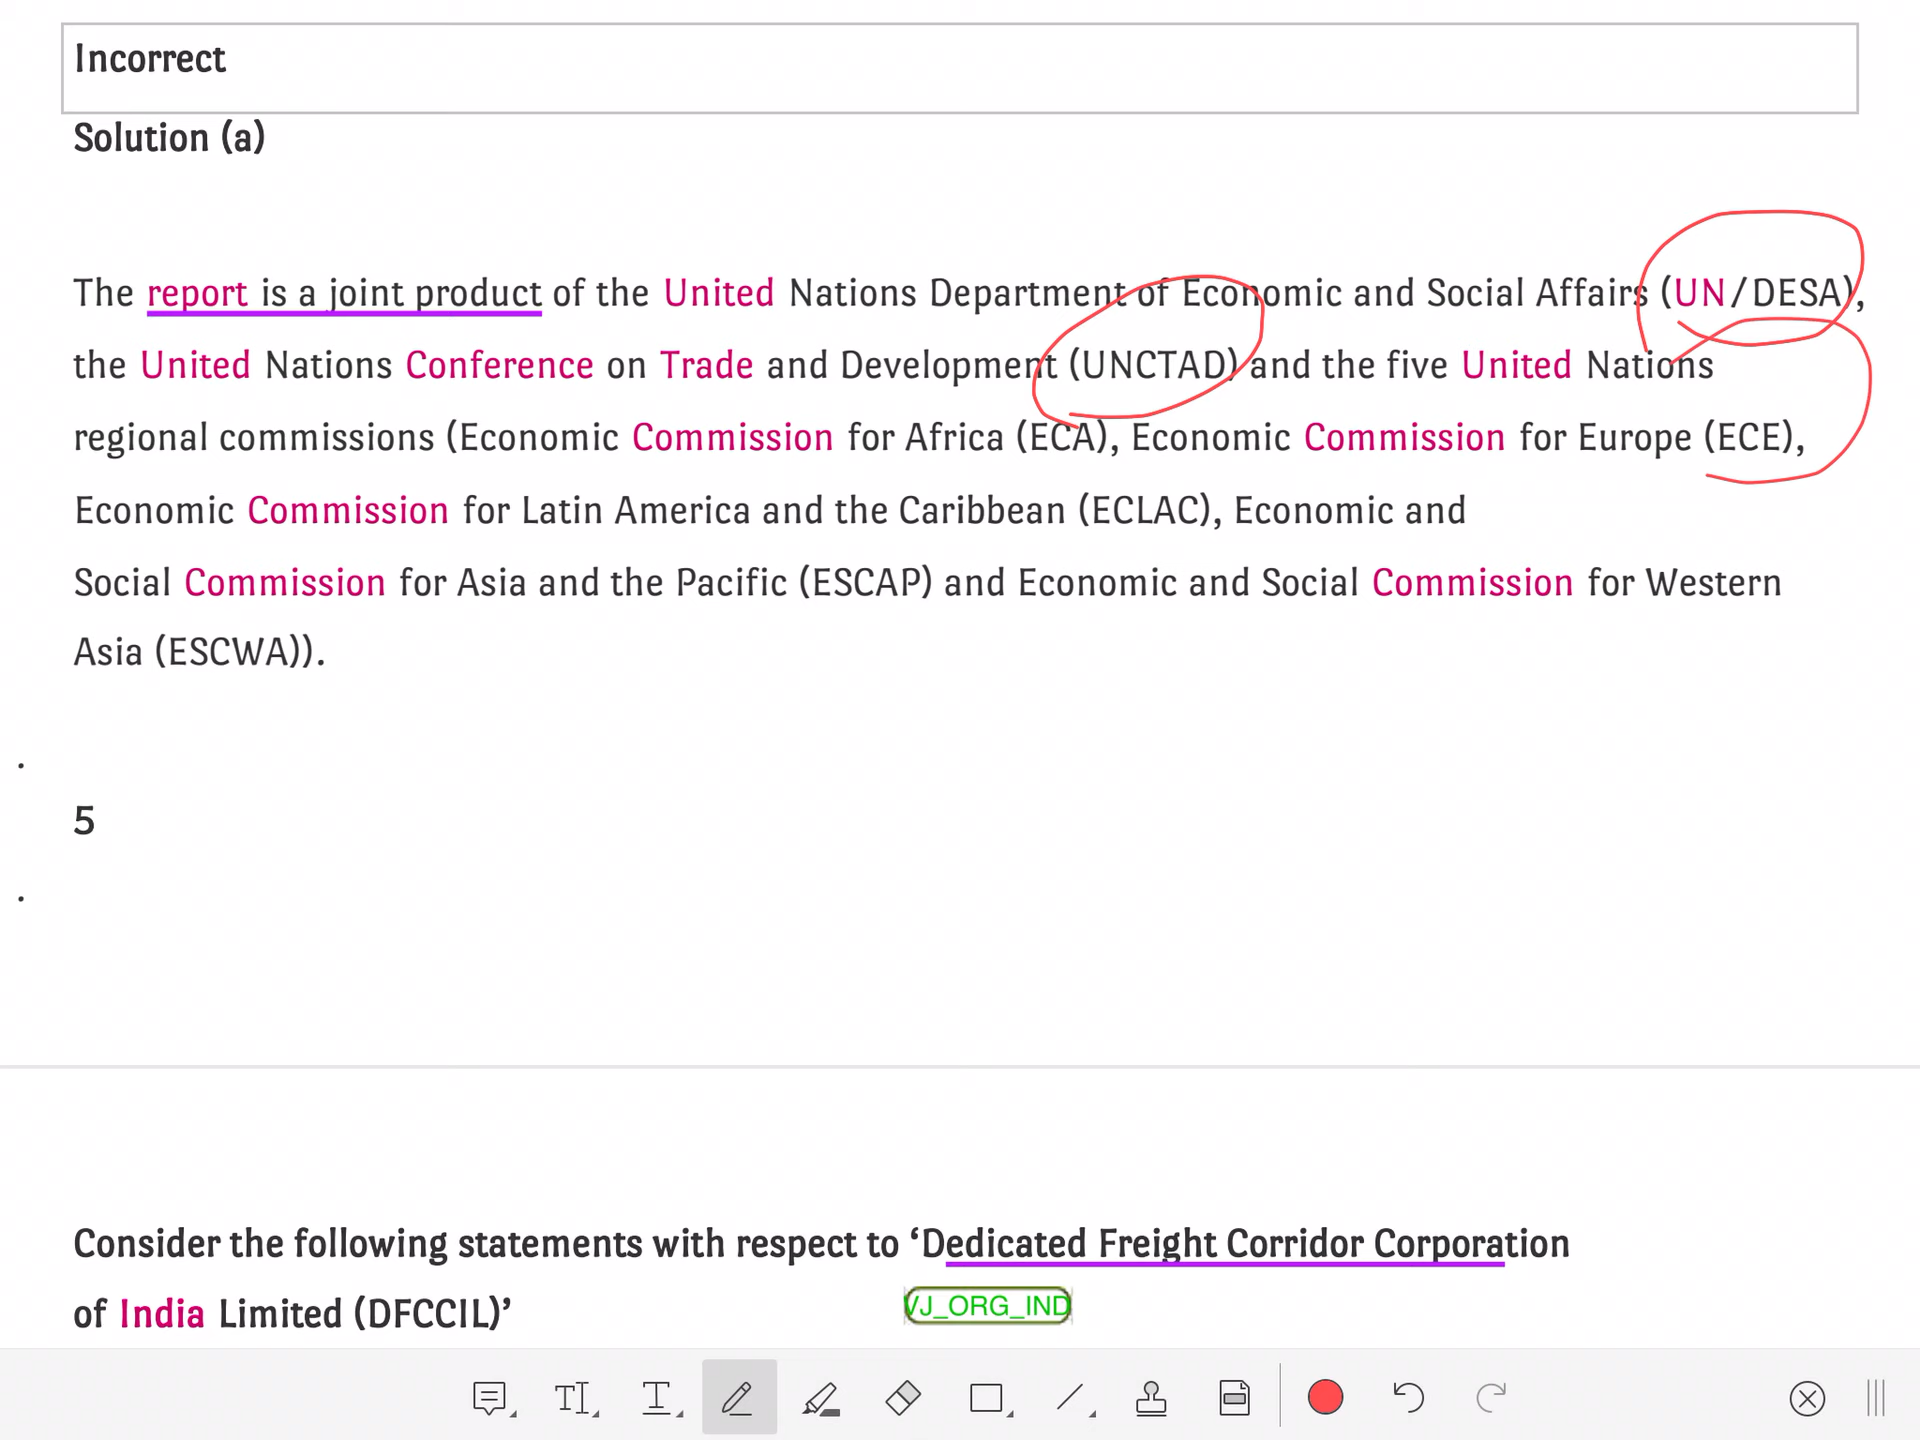 Incorrect
Solution (a)
The report is a joint product of the United Nations Department of Economic and Social Affairs (UN/DESA),
the United Nations Conference on Trade and Development (UNCTAD) and the five United Nations
regional commissions (Economic Commission for Africa (ECA), Economic Commission for Europe (ECE),
Economic Commission for Latin America and the Caribbean (ECLAC), Economic and
Social Commission for Asia and the Pacific (ESCAP) and Economic and Social Commission for Western
Asia (ESCWA)).
.
5
.
Consider the following statements with respect to ‘Dedicated Freight Corridor Corporation
of India Limited (DFCCIL)’
VJ_ORG_IND